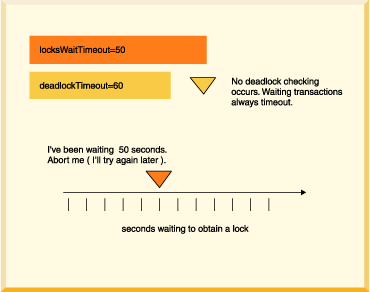 locksWaitTimeout=50
deadlockTimeout=60
No deadlock checking
occurs. Waiting transactions
always timeout.
I've been waiting 50 seconds.
Abort me ( I'll try again later ).
seconds waiting to obtain a lock